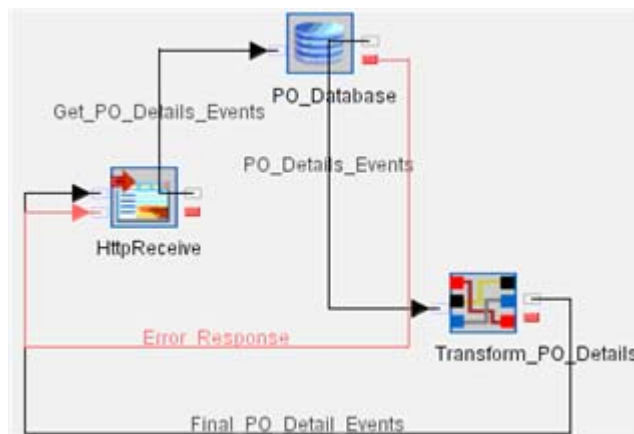 PO_Database
Get_PO_Details_Events
PO_Details_Events
HttpReceive
Error_Response
Transform_PO_Details
Final_PO_Detail_Events